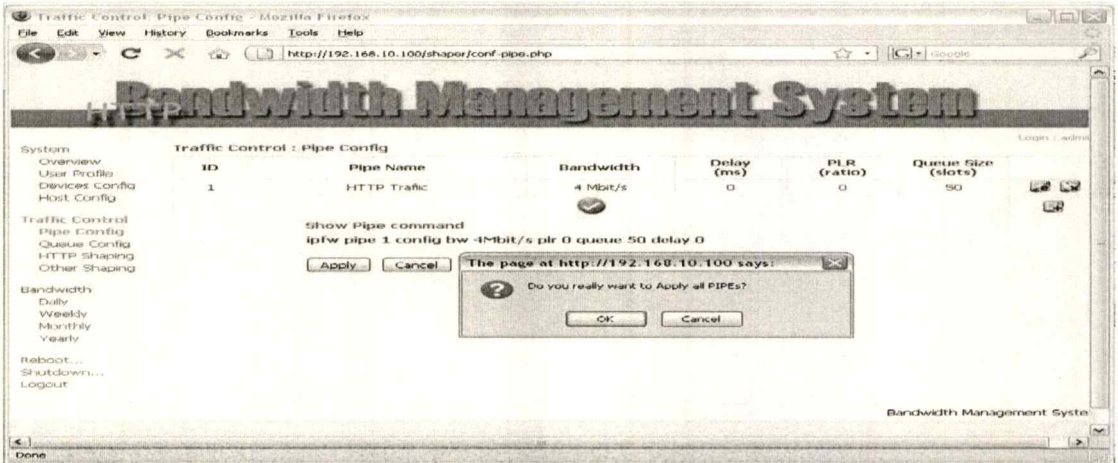 Traffic Control: Pipe Config - Mozilla Firefox
File Edit View History Bookmarks Tools Help
http://192.168.10.100/shaper/conf-pipe.php
Google
HTTP Bandwidth Management System
Login : admi
System
Overview
User Profile
Devices Config
Host Config
Traffic Control
Pipe Config
Queue Config
HTTP Shaping
Other Shaping
Bandwidth
Daily
Weekly
Monthly
Yearly
Reboot...
Shutdown...
Logout
Traffic Control : Pipe Config
ID Pipe Name Bandwidth Delay (ms) PLR (ratio) Queue Size (slots)
1 HTTP Trafic 4 Mbit/s 0 0 50
Show Pipe command
ipfw pipe 1 config bw 4Mbit/s plr 0 queue 50 delay 0
Apply Cancel
The page at http://192.168.10.100 says:
Do you really want to Apply all PIPEs?
OK Cancel
Bandwidth Management Syste
Done